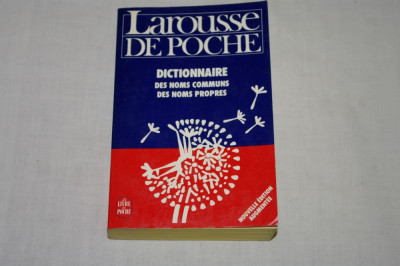 LAROUSSE
DE POCHE
DICTIONNAIRE
DES NOMS COMMUNS
DES NOMS PROPRES
NOUVELLE ÉDITION
AUGMENTÉE
LE LIVRE
DE POCHE